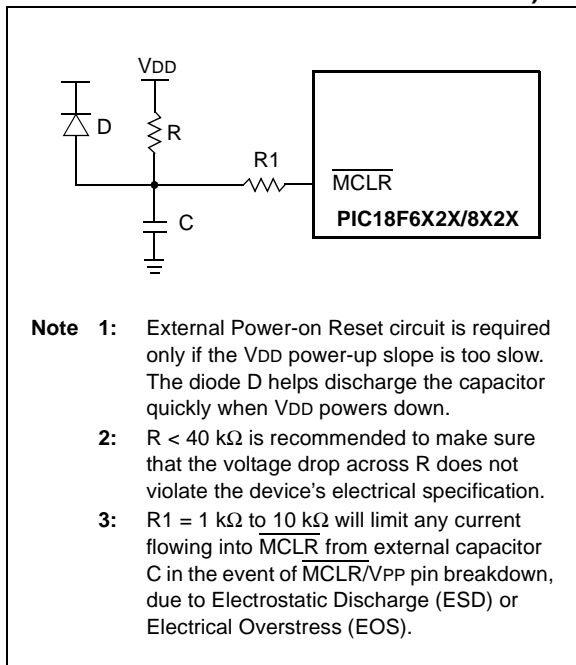 VDD
D
R
R1
MCLR
PIC18F6X2X/8X2X
C
Note 1: External Power-on Reset circuit is required
only if the VDD power-up slope is too slow.
The diode D helps discharge the capacitor
quickly when VDD powers down.
2: R < 40 kΩ is recommended to make sure
that the voltage drop across R does not
violate the device's electrical specification.
3: R1 = 1 kΩ to 10 kΩ will limit any current
flowing into MCLR from external capacitor
C in the event of MCLR/VPP pin breakdown,
due to Electrostatic Discharge (ESD) or
Electrical Overstress (EOS).